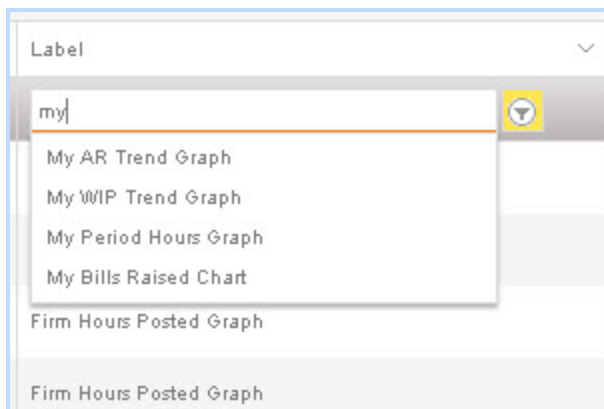 Label
my
My AR Trend Graph
My WIP Trend Graph
My Period Hours Graph
My Bills Raised Chart
Firm Hours Posted Graph
Firm Hours Posted Graph